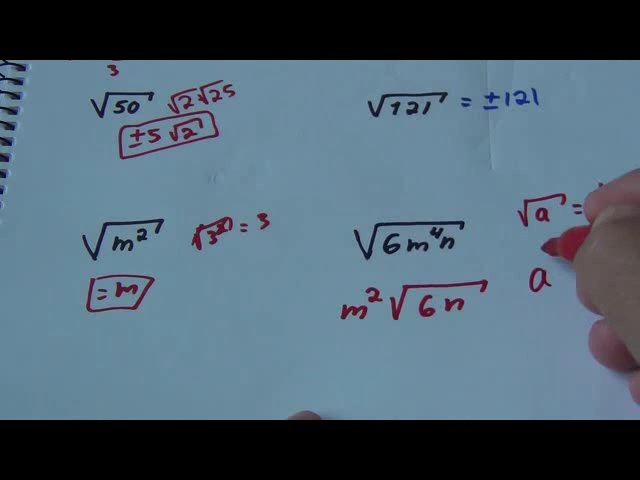 3
√50 √2√25
±5√2
√121 = ±121
√m² √3² = 3
= m
√6m⁴n
m²√6n
√a =
a